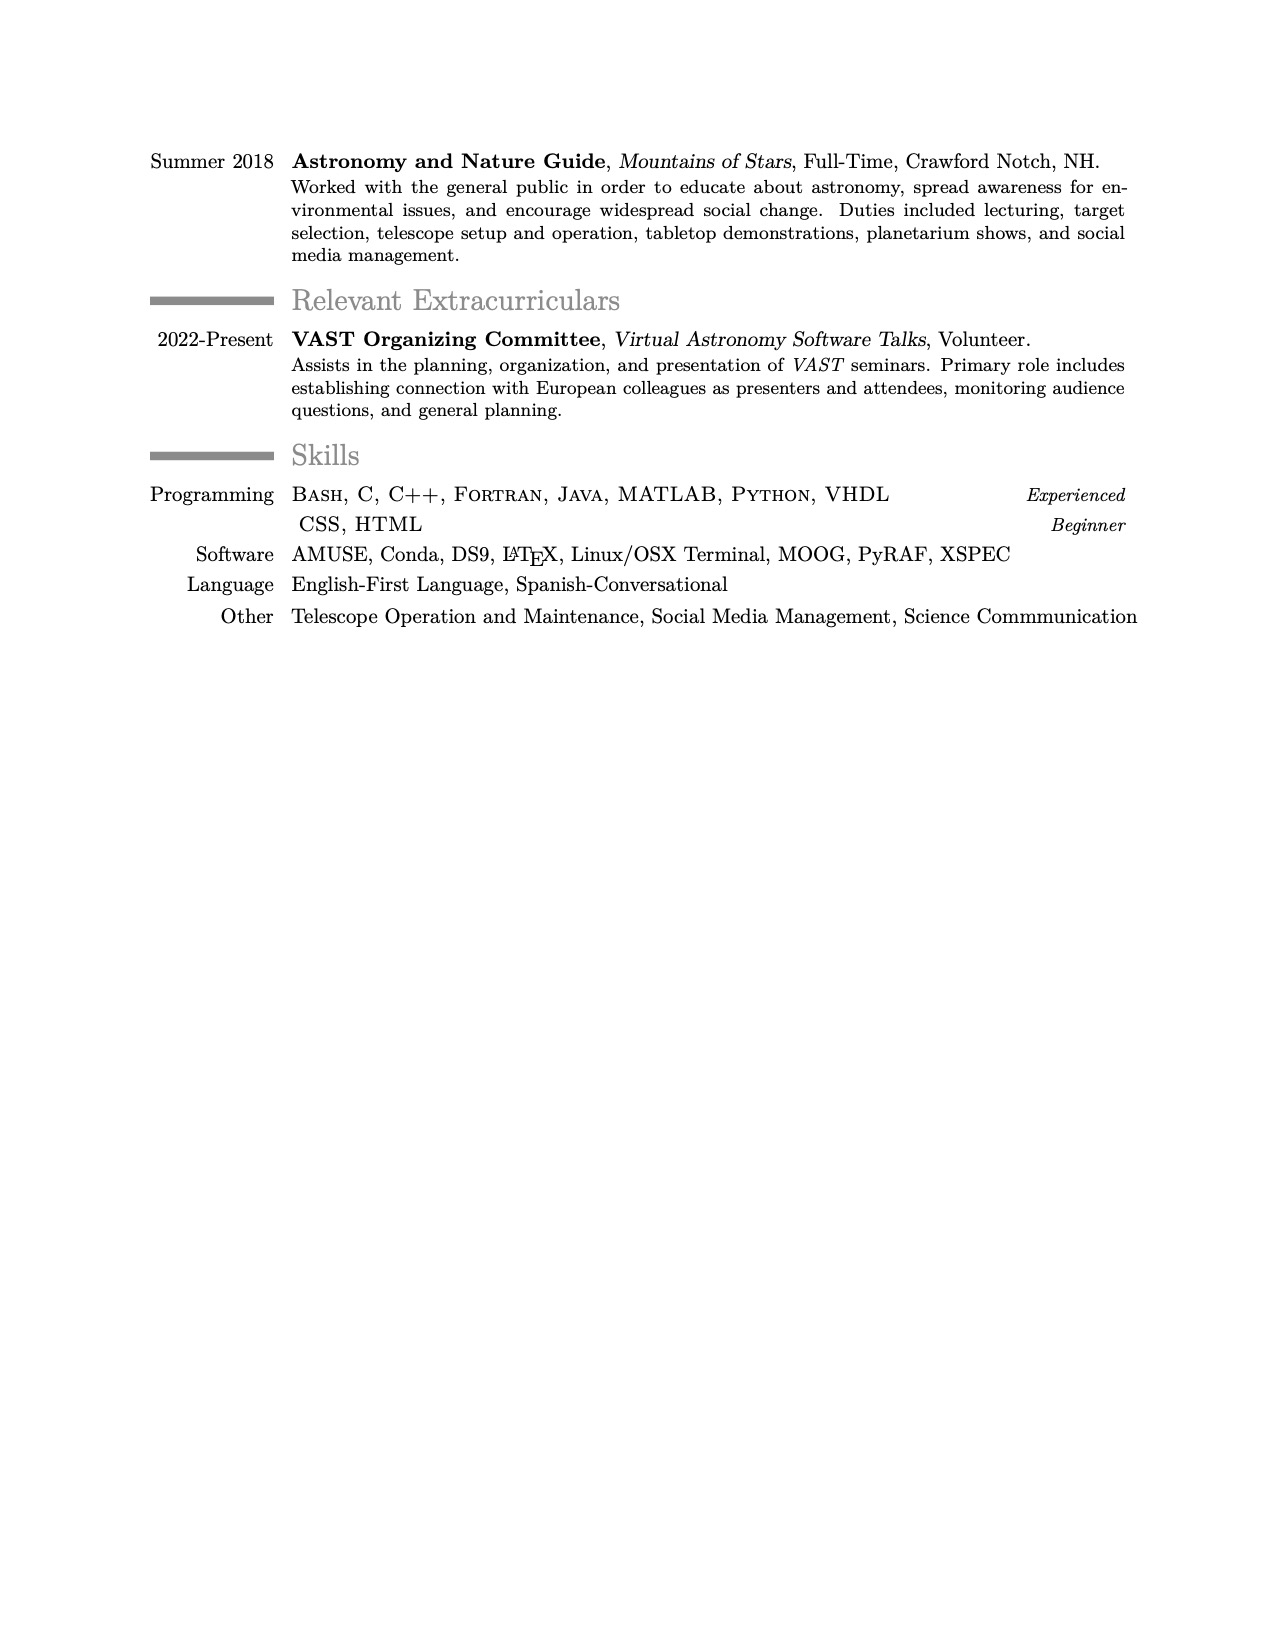 Summer 2018 Astronomy and Nature Guide, Mountains of Stars, Full-Time, Crawford Notch, NH.
Worked with the general public in order to educate about astronomy, spread awareness for en-
vironmental issues, and encourage widespread social change. Duties included lecturing, target
selection, telescope setup and operation, tabletop demonstrations, planetarium shows, and social
media management.
Relevant Extracurriculars
2022-Present VAST Organizing Committee, Virtual Astronomy Software Talks, Volunteer.
Assists in the planning, organization, and presentation of VAST seminars. Primary role includes
establishing connection with European colleagues as presenters and attendees, monitoring audience
questions, and general planning.
Skills
Programming Bash, C, C++, Fortran, Java, MATLAB, Python, VHDL Experienced
CSS, HTML Beginner
Software AMUSE, Conda, DS9, LATEX, Linux/OSX Terminal, MOOG, PyRAF, XSPEC
Language English-First Language, Spanish-Conversational
Other Telescope Operation and Maintenance, Social Media Management, Science Commmunication